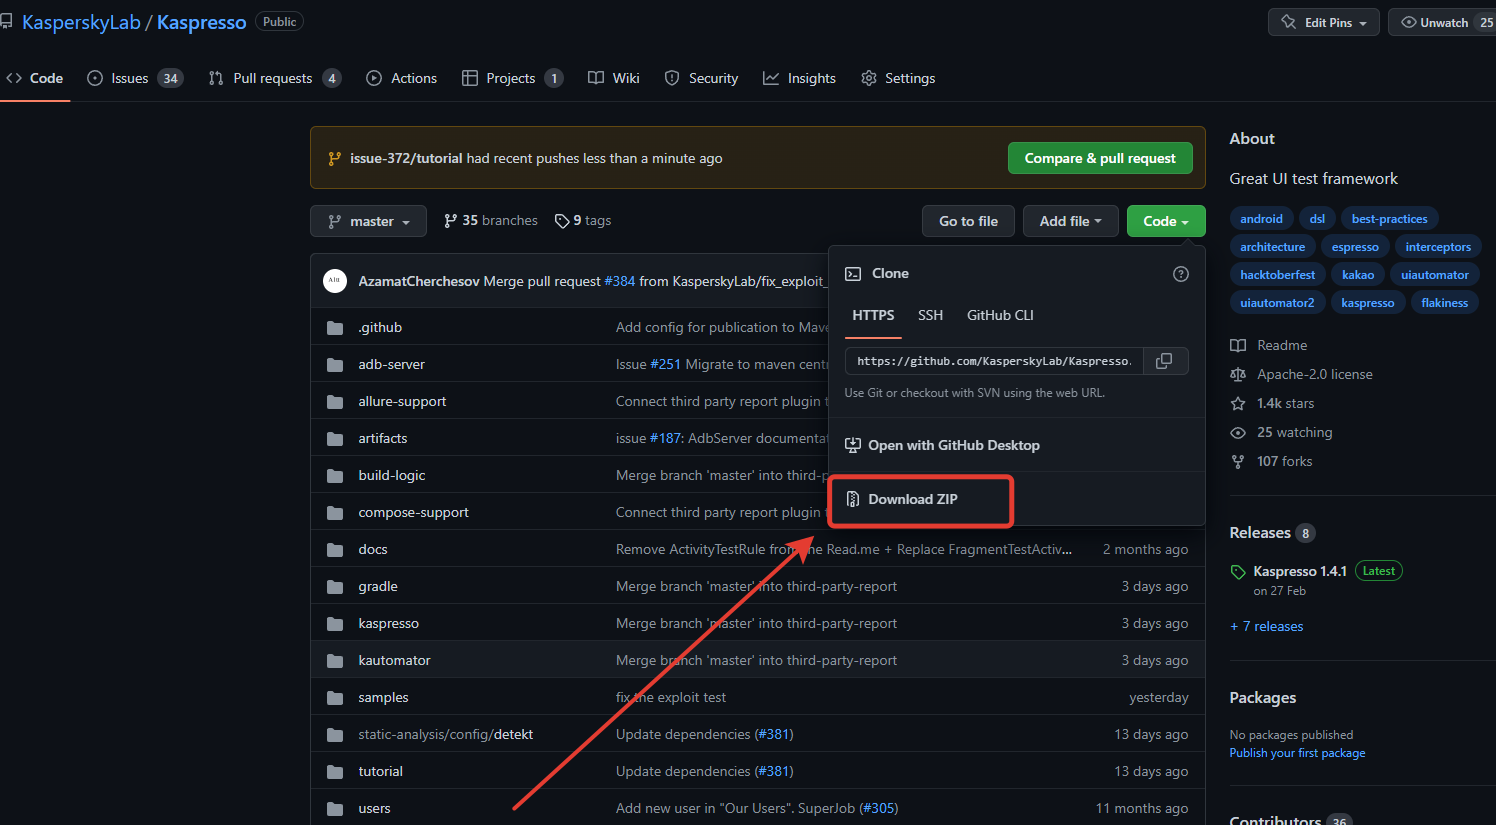 KasperskyLab / Kaspresso Public
Edit Pins
Unwatch 25
Code
Issues 34
Pull requests 4
Actions
Projects 1
Wiki
Security
Insights
Settings
issue-372/tutorial had recent pushes less than a minute ago
Compare & pull request
master
35 branches
9 tags
Go to file
Add file
Code
AzamatCherchesov Merge pull request #384 from KasperskyLab/fix_exploit_
.github Add config for publication to Mave
adb-server Issue #251 Migrate to maven centr
allure-support Connect third party report plugin
artifacts issue #187: AdbServer documentat
build-logic Merge branch 'master' into third-p
compose-support Connect third party report plugin
docs Remove ActivityTestRule from the Read.me + Replace FragmentTestActiv... 2 months ago
gradle Merge branch 'master' into third-party-report 3 days ago
kaspresso Merge branch 'master' into third-party-report 3 days ago
kautomator Merge branch 'master' into third-party-report 3 days ago
samples fix the exploit test yesterday
static-analysis/config/detekt Update dependencies (#381) 13 days ago
tutorial Update dependencies (#381) 13 days ago
users Add new user in "Our Users". SuperJob (#305) 11 months ago
Clone
HTTPS SSH GitHub CLI
https://github.com/KasperskyLab/Kaspresso.
Use Git or checkout with SVN using the web URL.
Open with GitHub Desktop
Download ZIP
About
Great UI test framework
android dsl best-practices
architecture espresso interceptors
hacktoberfest kakao uiautomator
uiautomator2 kaspresso flakiness
Readme
Apache-2.0 license
1.4k stars
25 watching
107 forks
Releases 8
Kaspresso 1.4.1 Latest
on 27 Feb
+ 7 releases
Packages
No packages published
Publish your first package
Contributors 36